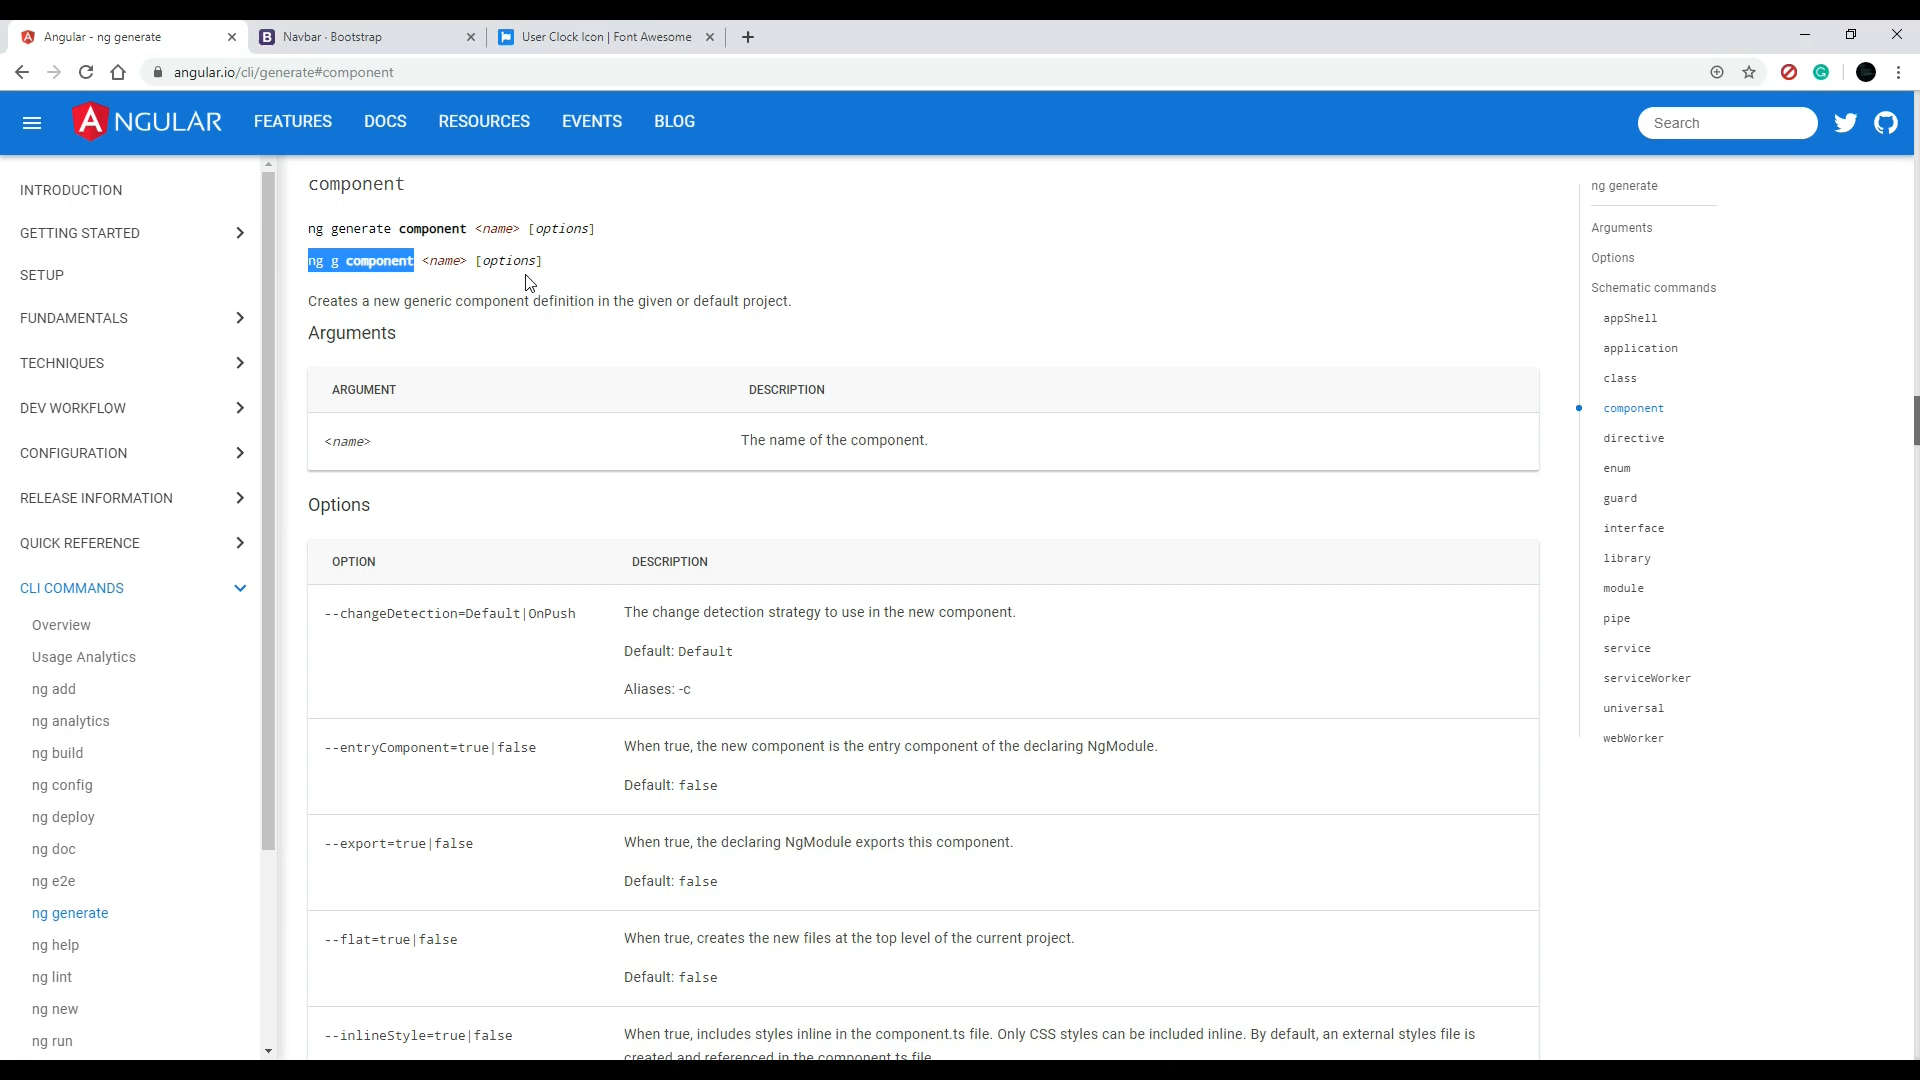 Angular - ng generate
Navbar · Bootstrap
User Clock Icon | Font Awesome
angular.io/cli/generate#component
ANGULAR
FEATURES
DOCS
RESOURCES
EVENTS
BLOG
Search
INTRODUCTION
GETTING STARTED
SETUP
FUNDAMENTALS
TECHNIQUES
DEV WORKFLOW
CONFIGURATION
RELEASE INFORMATION
QUICK REFERENCE
CLI COMMANDS
Overview
Usage Analytics
ng add
ng analytics
ng build
ng config
ng deploy
ng doc
ng e2e
ng generate
ng help
ng lint
ng new
ng run
component
ng generate component <name> [options]
ng g component <name> [options]
Creates a new generic component definition in the given or default project.
Arguments
ARGUMENT DESCRIPTION
<name> The name of the component.
Options
OPTION DESCRIPTION
--changeDetection=Default|OnPush The change detection strategy to use in the new component.
Default: Default
Aliases: -c
--entryComponent=true|false When true, the new component is the entry component of the declaring NgModule.
Default: false
--export=true|false When true, the declaring NgModule exports this component.
Default: false
--flat=true|false When true, creates the new files at the top level of the current project.
Default: false
--inlineStyle=true|false When true, includes styles inline in the component.ts file. Only CSS styles can be included inline. By default, an external styles file is
created and referenced in the component.ts file.
ng generate
Arguments
Options
Schematic commands
appShell
application
class
component
directive
enum
guard
interface
library
module
pipe
service
serviceWorker
universal
webWorker